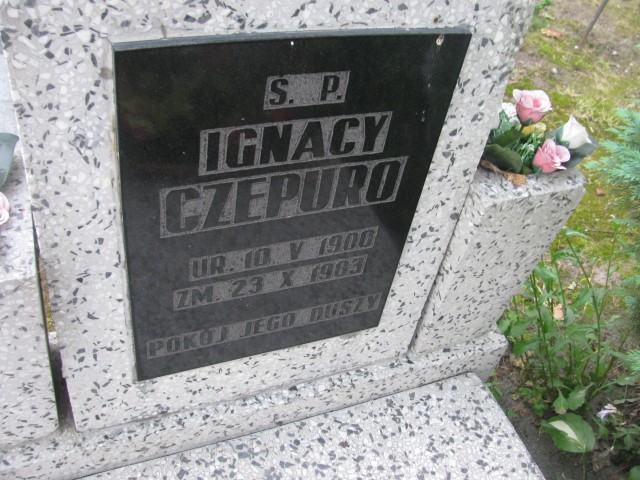 Ś. P.
IGNACY
CZEPURO
UR. 10 V 1906
ZM. 23 X 1983
POKÓJ JEGO DUSZY